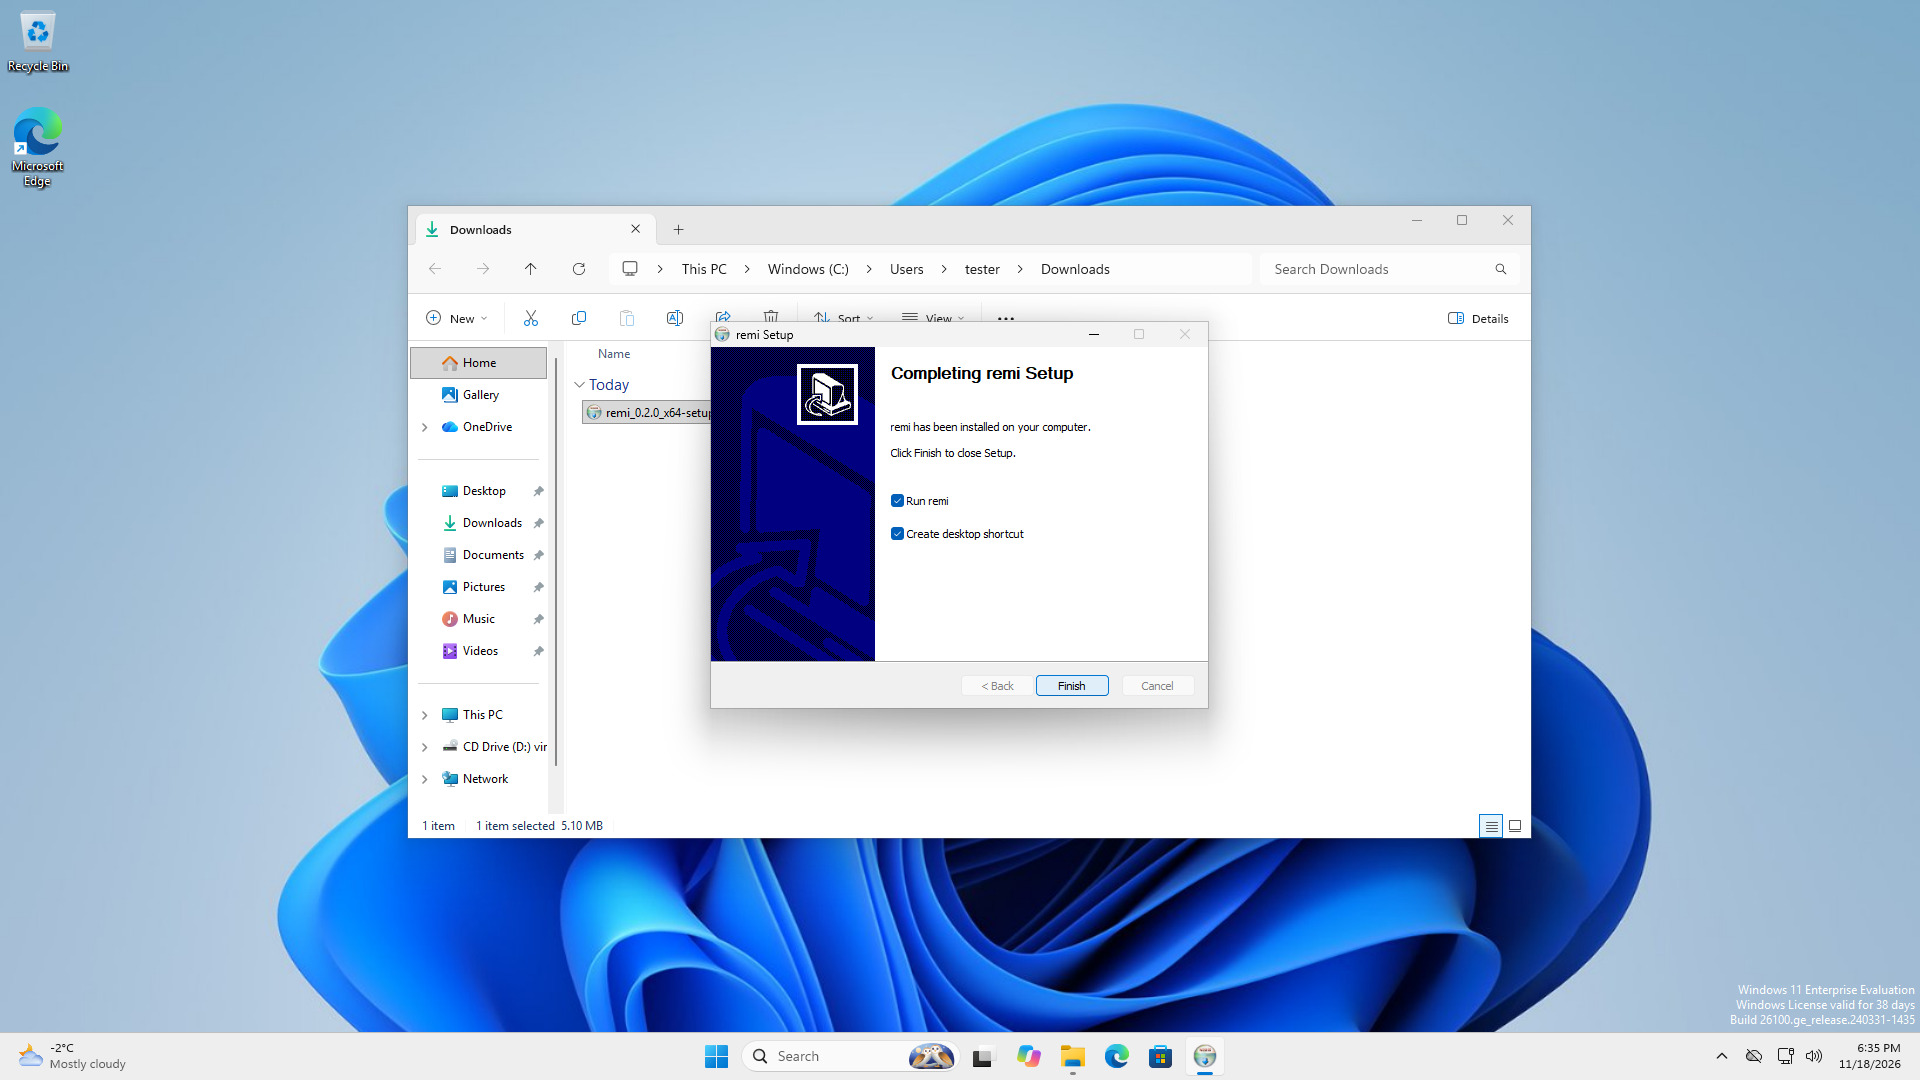 Recycle Bin
Microsoft
Edge
Downloads
This PC
Windows (C:)
Users
tester
Downloads
Search Downloads
New
Sort
View
Details
Home
Gallery
OneDrive
Desktop
Downloads
Documents
Pictures
Music
Videos
This PC
CD Drive (D:) vir
Network
Name
Today
remi_0.2.0_x64-setup
1 item
1 item selected 5.10 MB
remi Setup
Completing remi Setup
remi has been installed on your computer.
Click Finish to close Setup.
Run remi
Create desktop shortcut
< Back
Finish
Cancel
Windows 11 Enterprise Evaluation
Windows License valid for 38 days
Build 26100.ge_release.240331-1435
-2°C
Mostly cloudy
Search
6:35 PM
11/18/2026